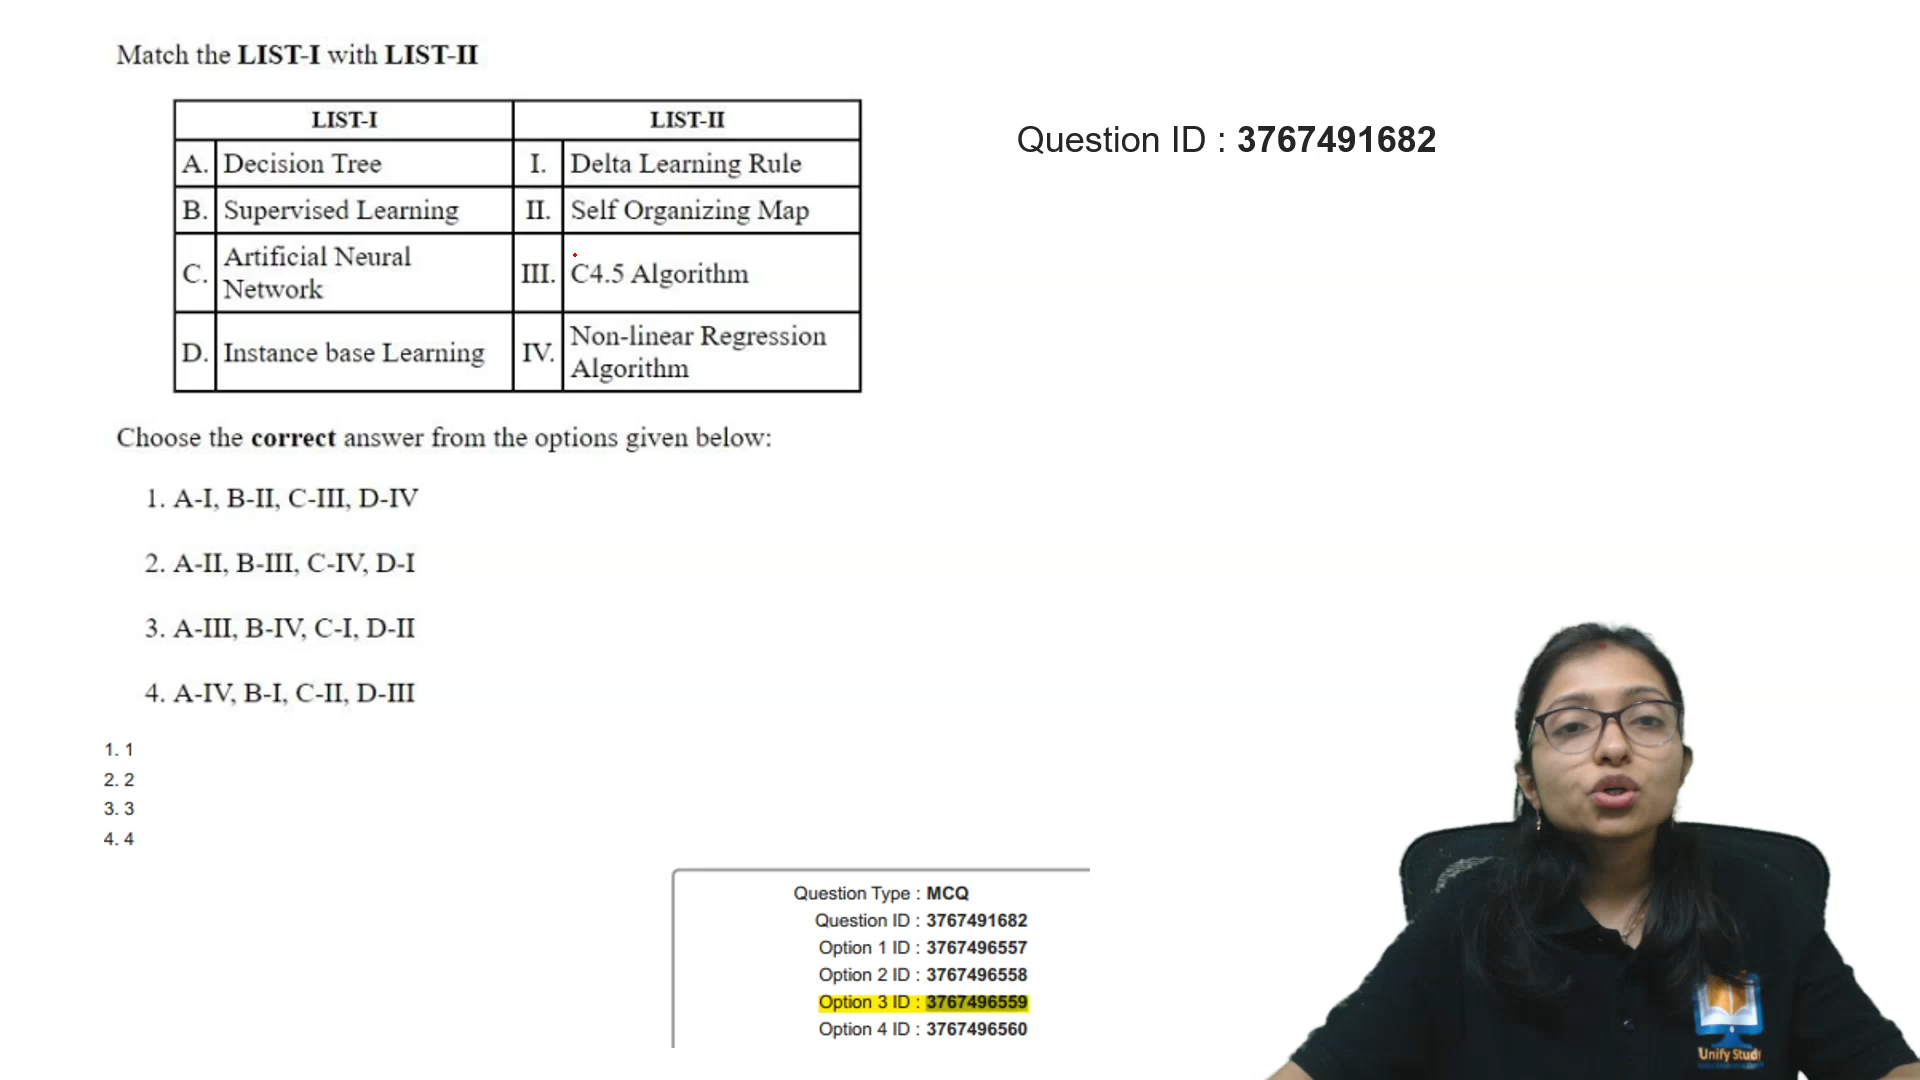 Match the LIST-I with LIST-II
Question ID : 3767491682
LIST-I LIST-II
A. Decision Tree I. Delta Learning Rule
B. Supervised Learning II. Self Organizing Map
C. Artificial Neural Network III. C4.5 Algorithm
D. Instance base Learning IV. Non-linear Regression Algorithm
Choose the correct answer from the options given below:
1. A-I, B-II, C-III, D-IV
2. A-II, B-III, C-IV, D-I
3. A-III, B-IV, C-I, D-II
4. A-IV, B-I, C-II, D-III
1. 1
2. 2
3. 3
4. 4
Question Type : MCQ
Question ID : 3767491682
Option 1 ID : 3767496557
Option 2 ID : 3767496558
Option 3 ID : 3767496559
Option 4 ID : 3767496560
Unify Study